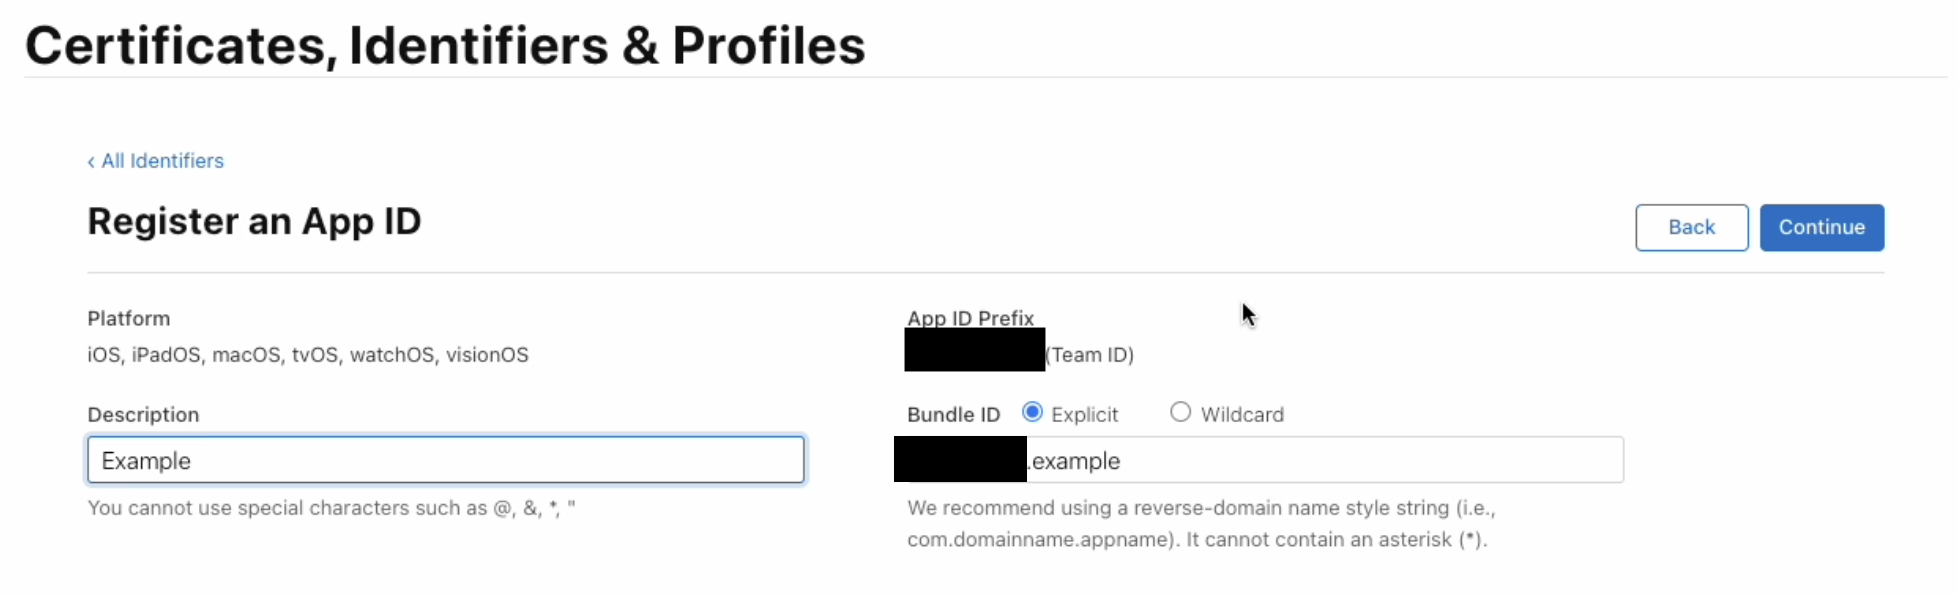 Certificates, Identifiers & Profiles
‹ All Identifiers
Register an App ID
Back
Continue
Platform
iOS, iPadOS, macOS, tvOS, watchOS, visionOS
App ID Prefix
(Team ID)
Description
Example
You cannot use special characters such as @, &, *, "
Bundle ID Explicit Wildcard
.example
We recommend using a reverse-domain name style string (i.e.,
com.domainname.appname). It cannot contain an asterisk (*).